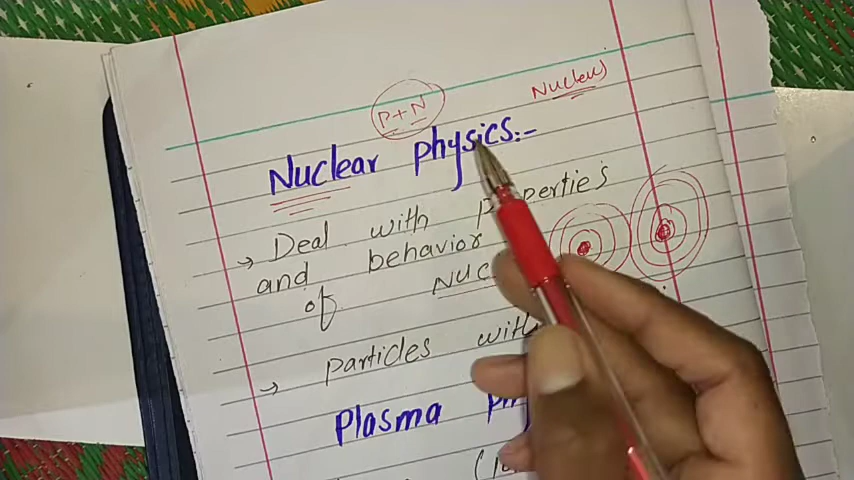 Nucleus
P+N
Nuclear physics:-
→ Deal with Properties
and behavior
of
→ Particles with
Plasma